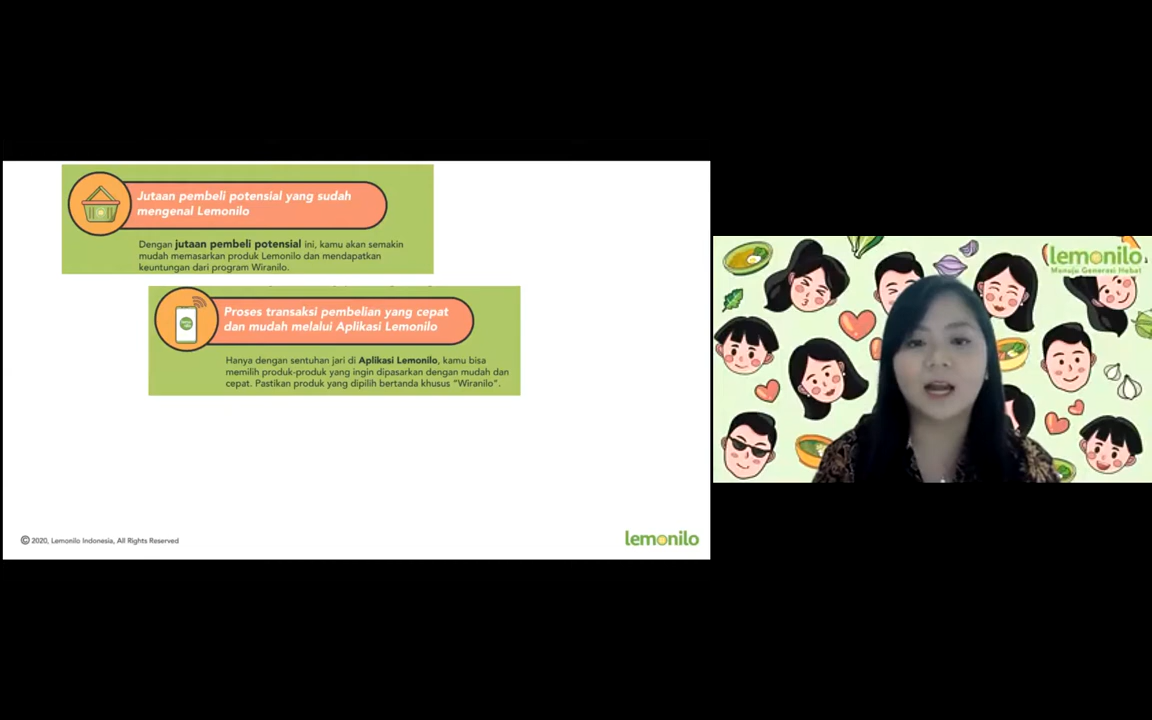 Jutaan pembeli potensial yang sudah
mengenal Lemonilo
Dengan jutaan pembeli potensial ini, kamu akan semakin
mudah memasarkan produk Lemonilo dan mendapatkan
keuntungan dari program Wiranilo.
Proses transaksi pembelian yang cepat
dan mudah melalui Aplikasi Lemonilo
Hanya dengan sentuhan jari di Aplikasi Lemonilo, kamu bisa
memilih produk-produk yang ingin dipasarkan dengan mudah dan
cepat. Pastikan produk yang dipilih bertanda khusus "Wiranilo".
© 2020, Lemonilo Indonesia, All Rights Reserved
lemonilo
lemonilo
Menuju Generasi Hebat